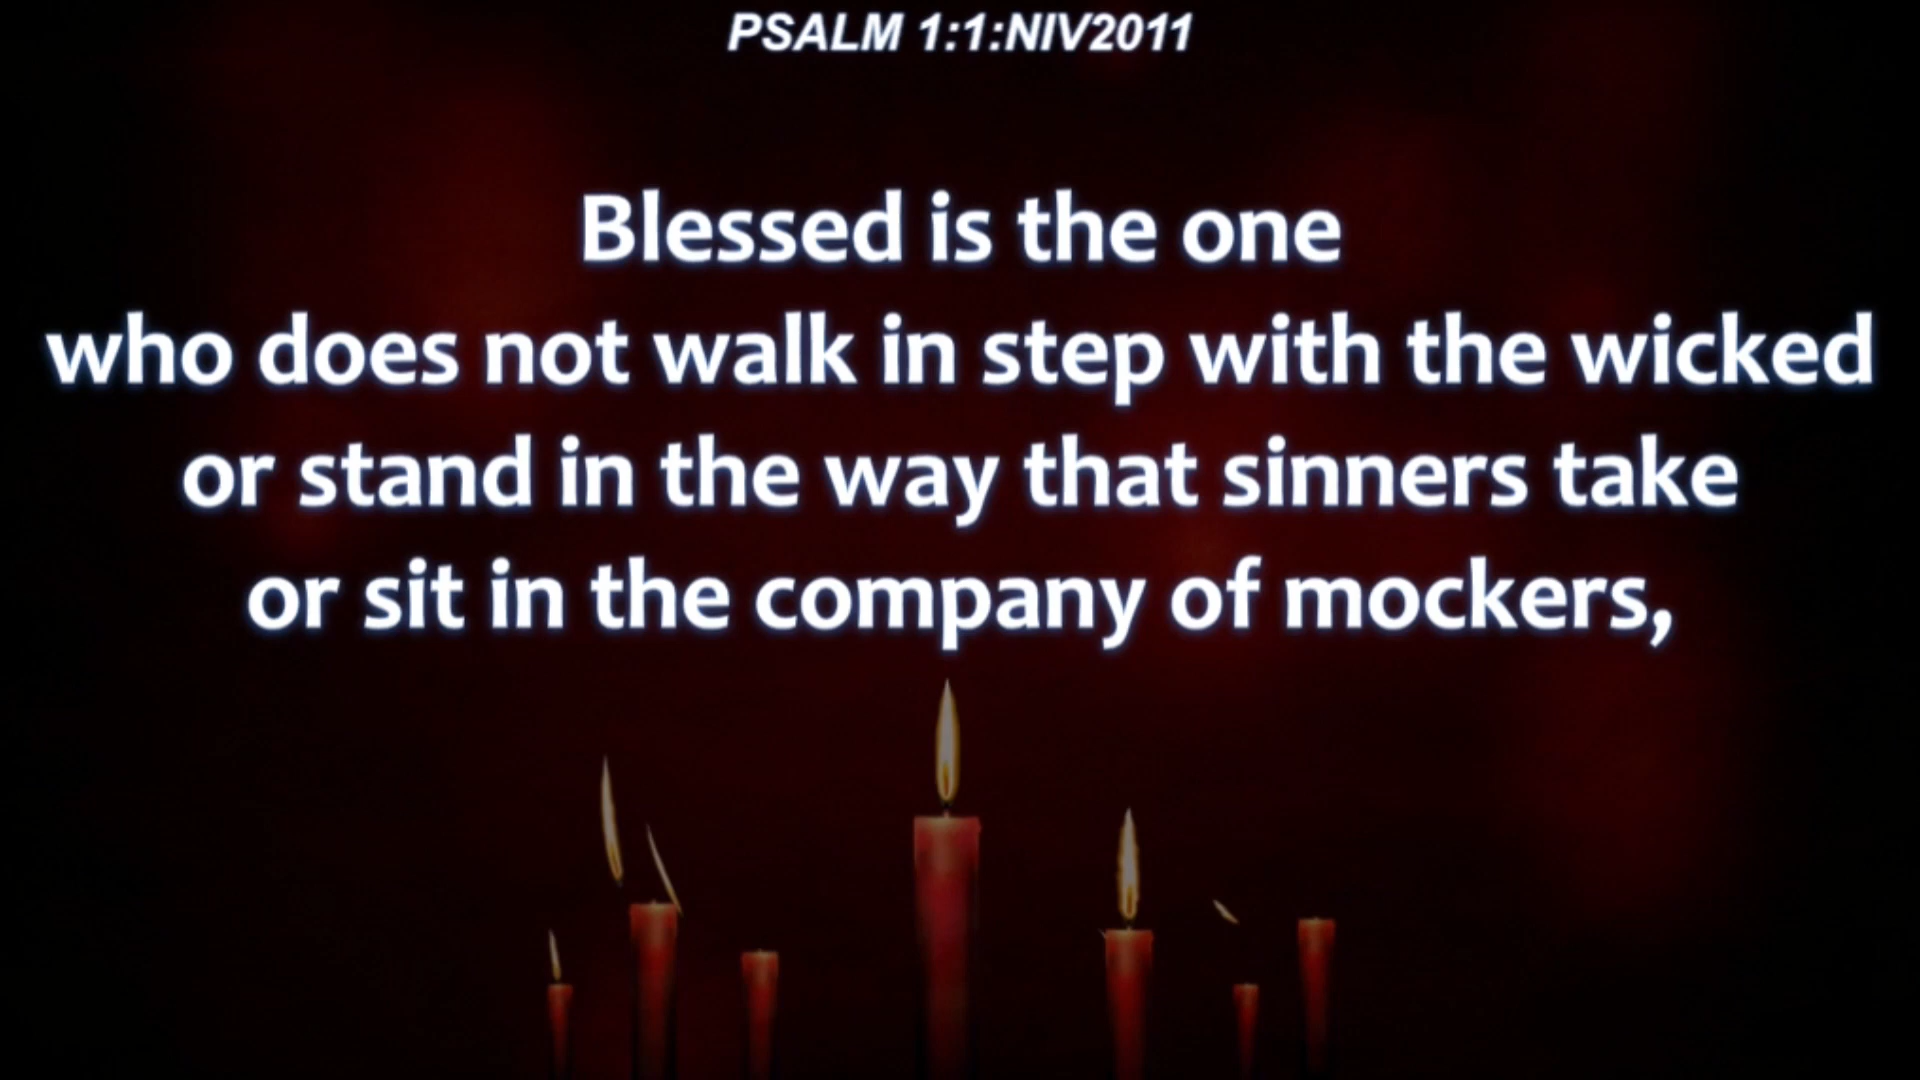 PSALM 1:1:NIV2011
Blessed is the one
who does not walk in step with the wicked
or stand in the way that sinners take
or sit in the company of mockers,